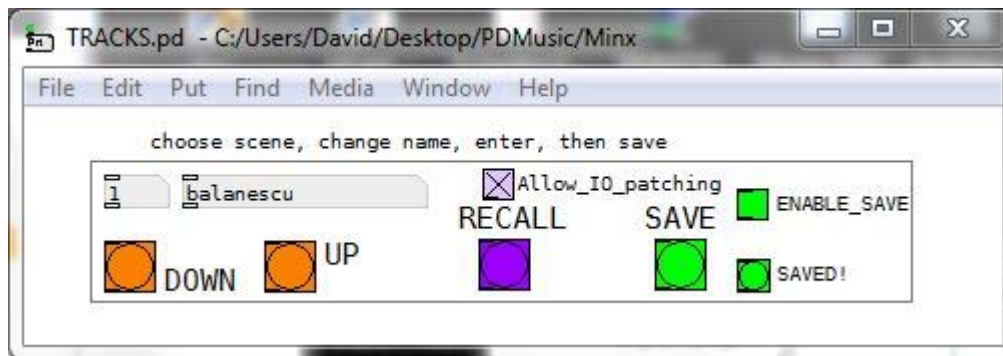 TRACKS.pd - C:/Users/David/Desktop/PDMusic/Minx
File Edit Put Find Media Window Help
choose scene, change name, enter, then save
1 balanescu Allow_IO_patching
RECALL SAVE ENABLE_SAVE
DOWN UP SAVED!